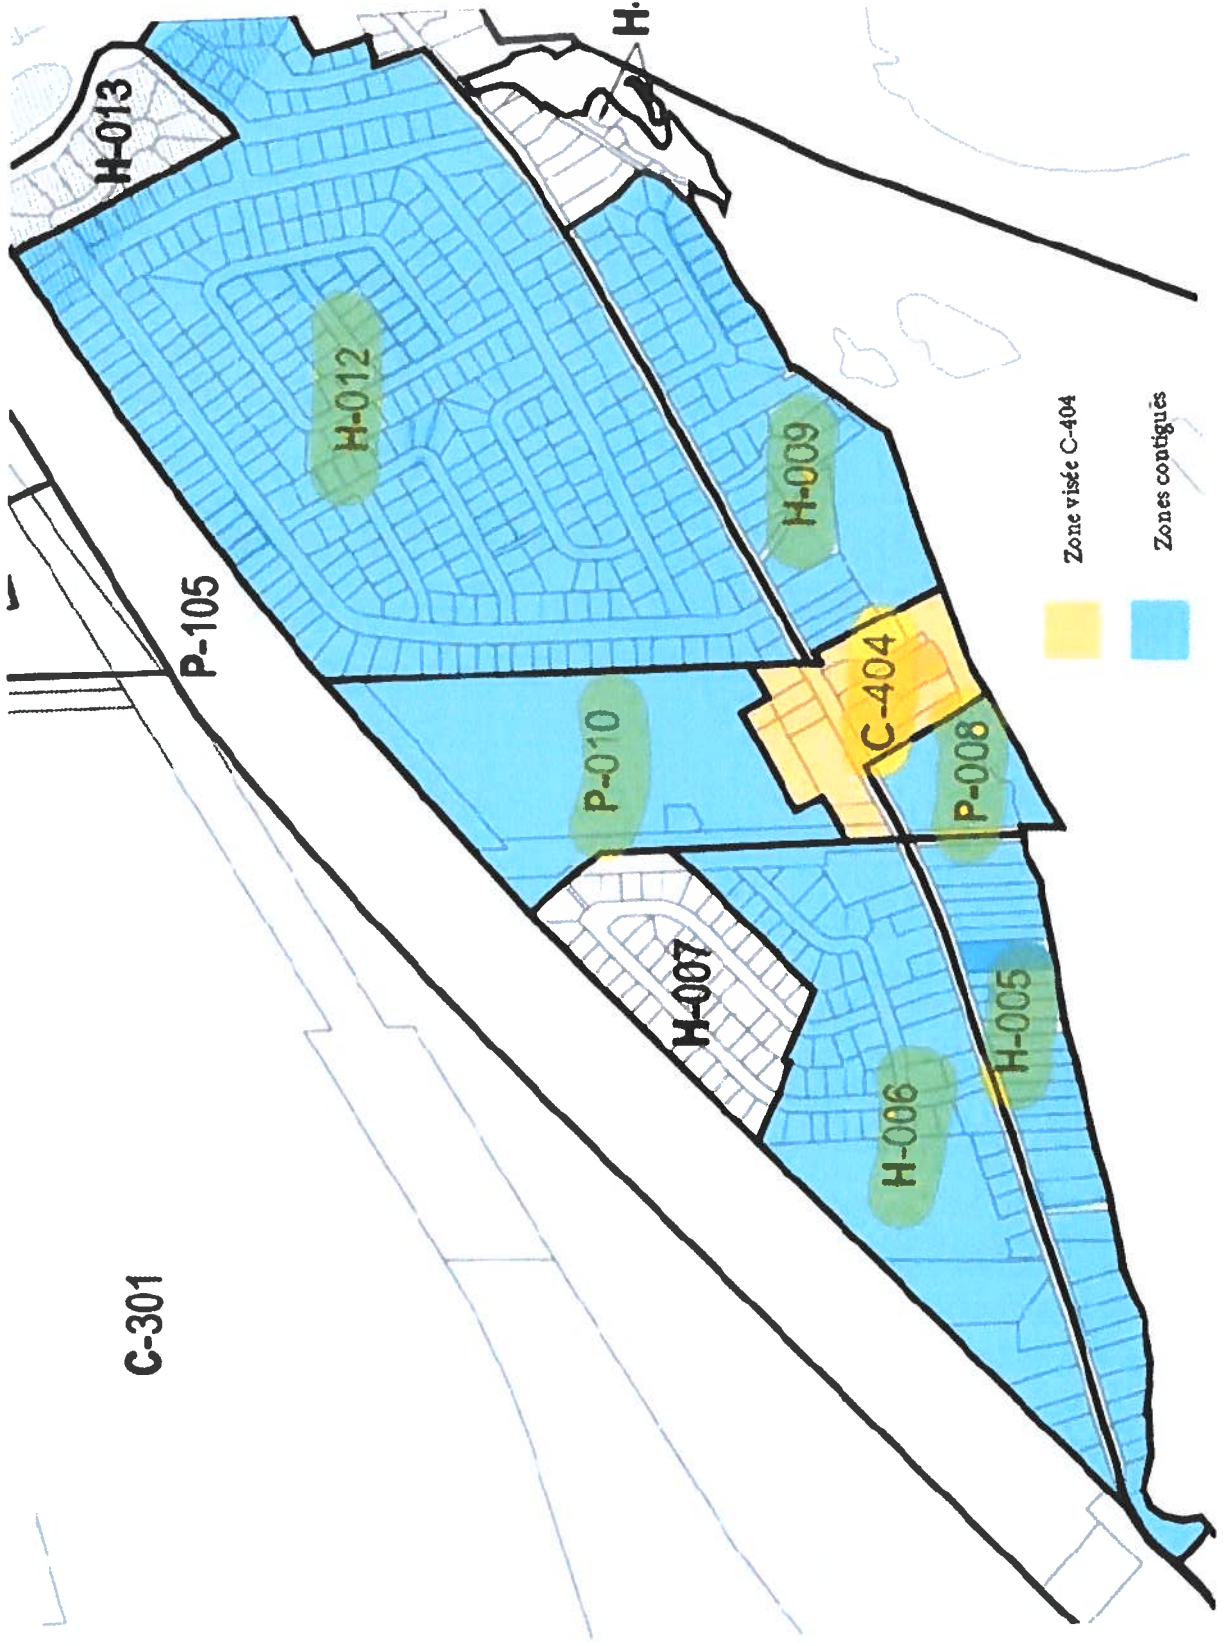 H-013
H-
H-012
H-009
P-105
P-010
C-404
P-008
H-007
H-005
H-006
C-301
Zone visée C-404
Zones contiguës